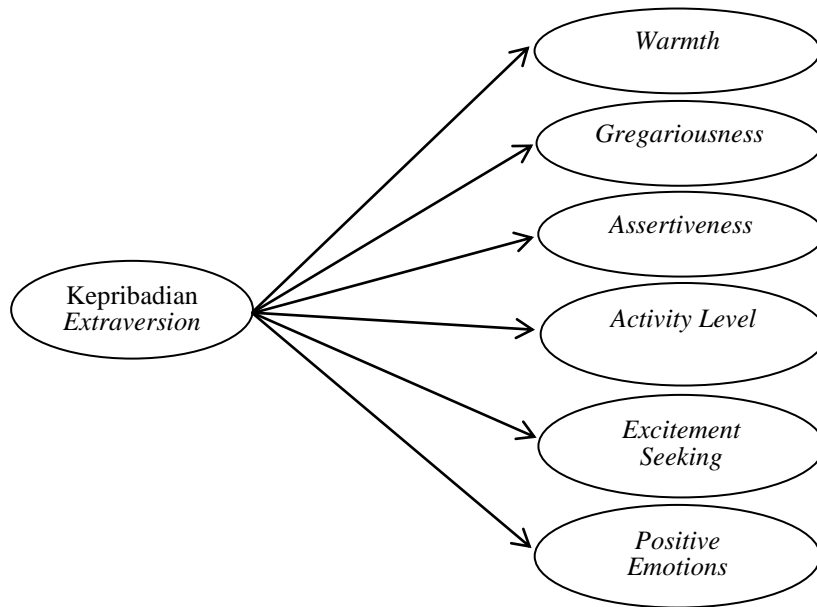 Warmth
Gregariousness
Assertiveness
Kepribadian
Extraversion
Activity Level
Excitement
Seeking
Positive
Emotions